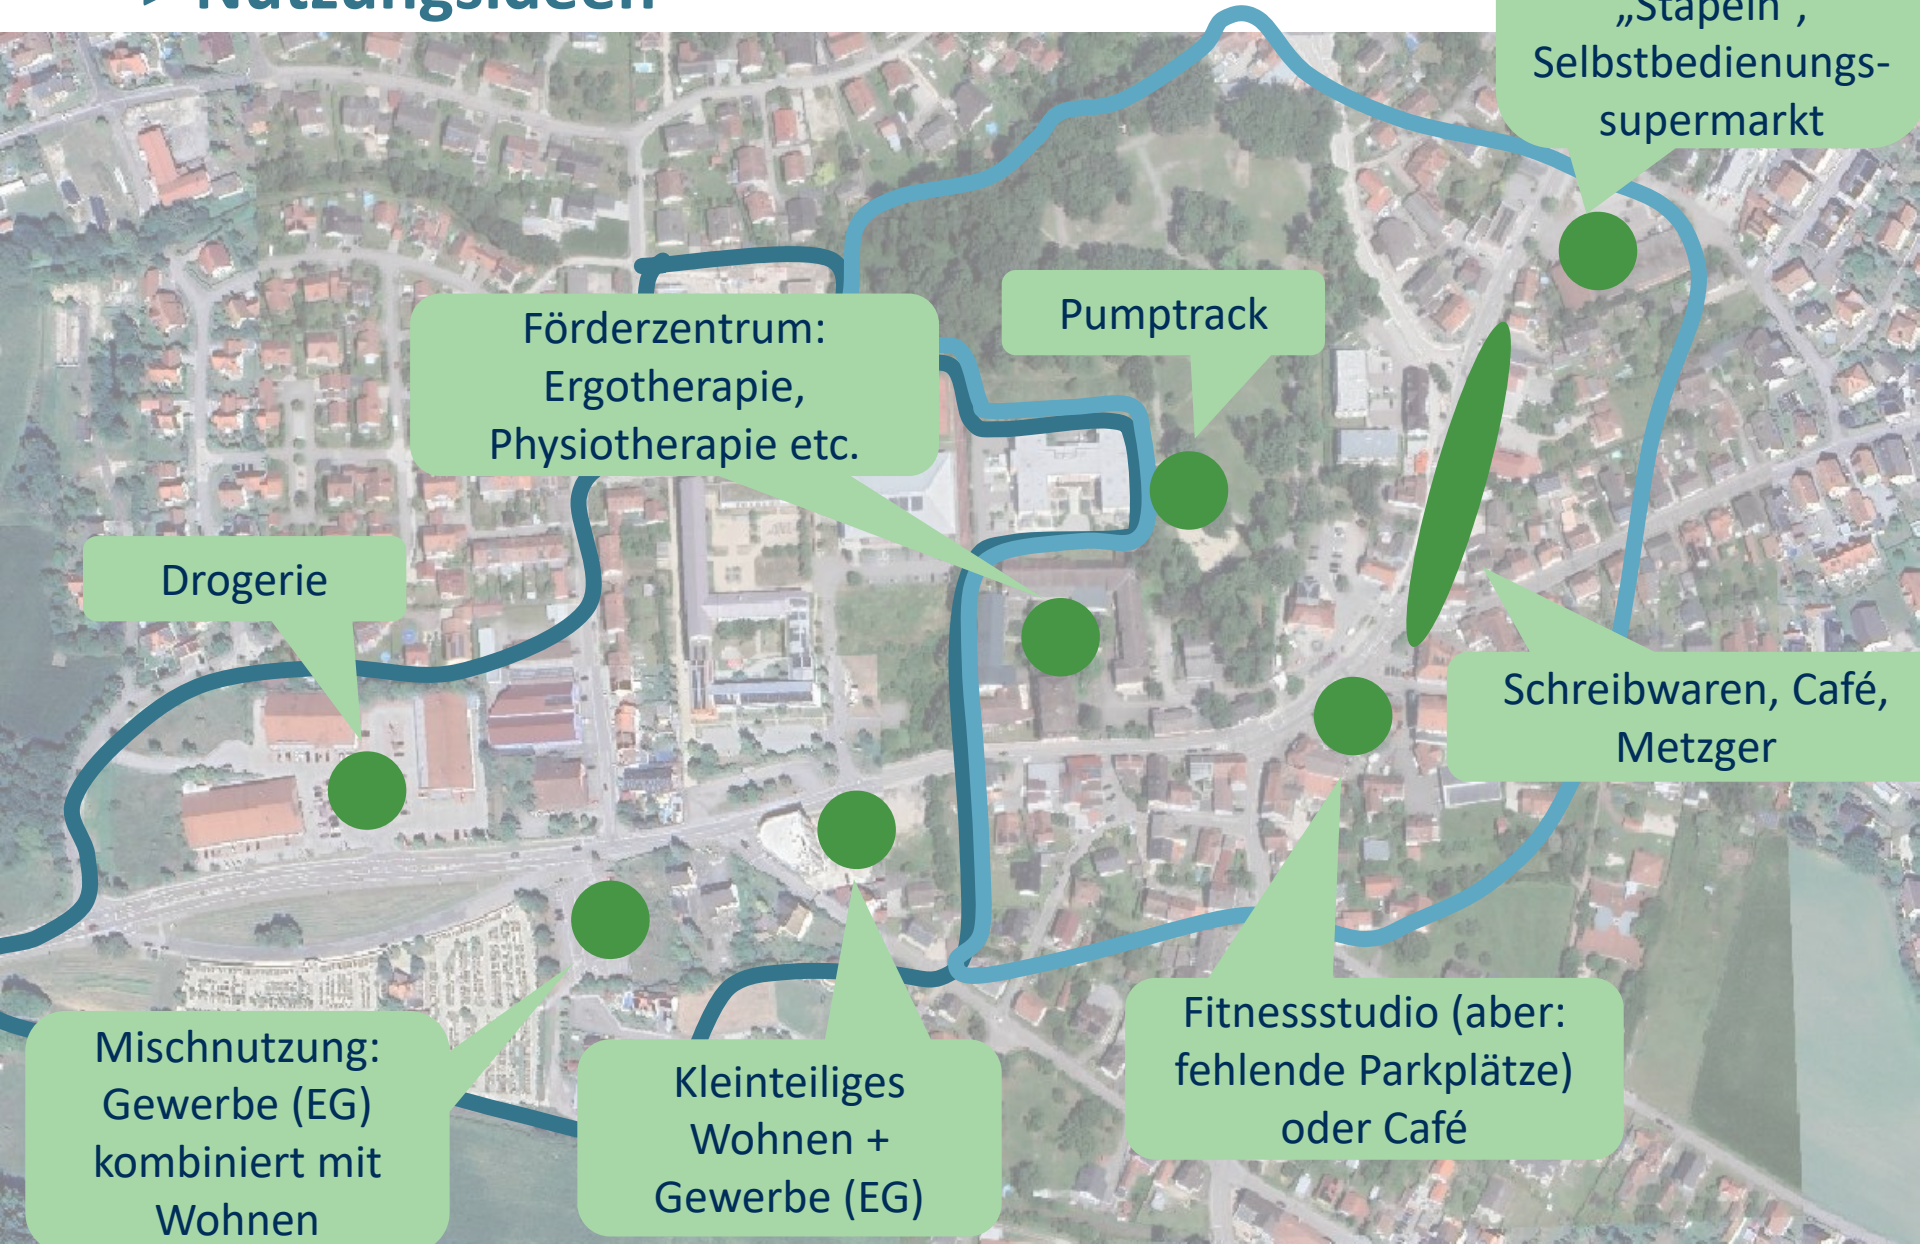 > Nutzungsideen
„Stapeln“,
Selbstbedienungs-
supermarkt
Pumptrack
Förderzentrum:
Ergotherapie,
Physiotherapie etc.
Drogerie
Schreibwaren, Café,
Metzger
Mischnutzung:
Gewerbe (EG)
kombiniert mit
Wohnen
Kleinteiliges
Wohnen +
Gewerbe (EG)
Fitnessstudio (aber:
fehlende Parkplätze)
oder Café